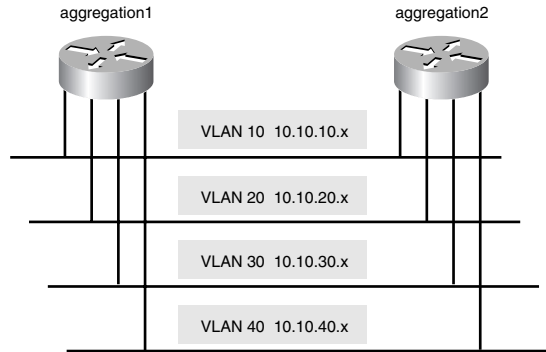 aggregation1
aggregation2
VLAN 10 10.10.10.x
VLAN 20 10.10.20.x
VLAN 30 10.10.30.x
VLAN 40 10.10.40.x